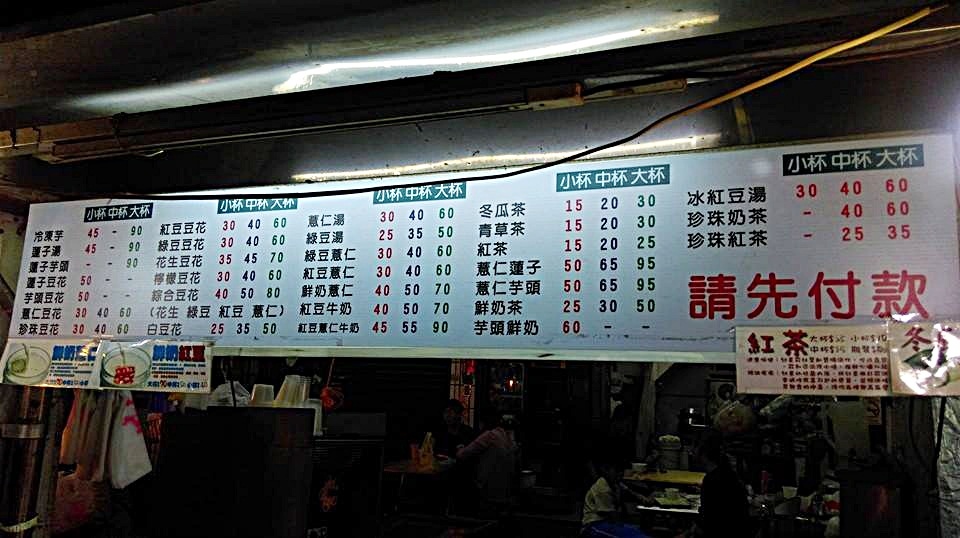 小杯 中杯 大杯
冷凍芋 45 - 90
蓮子湯 45 - 90
蓮子芋頭 - - 90
蓮子豆花 50 - -
芋頭豆花 50 - -
薏仁豆花 30 40 60
珍珠豆花 30 40 60
小杯 中杯 大杯
紅豆豆花 30 40 60
綠豆豆花 30 40 60
花生豆花 35 45 70
檸檬豆花 30 40 60
綜合豆花 40 50 80
(花生 綠豆 紅豆 薏仁)
白豆花 25 35 50
小杯 中杯 大杯
薏仁湯 30 40 60
綠豆湯 25 35 50
綠豆薏仁 30 40 60
紅豆薏仁 30 40 60
鮮奶薏仁 40 50 70
紅豆牛奶 40 50 70
紅豆薏仁牛奶 45 55 90
小杯 中杯 大杯
冬瓜茶 15 20 30
青草茶 15 20 30
紅茶 15 20 25
薏仁蓮子 50 65 95
薏仁芋頭 50 65 95
鮮奶茶 25 30 50
芋頭鮮奶 60 - -
小杯 中杯 大杯
冰紅豆湯 30 40 60
珍珠奶茶 - 40 60
珍珠紅茶 - 25 35
請先付款
鮮奶
鮮奶紅豆
紅茶
冬